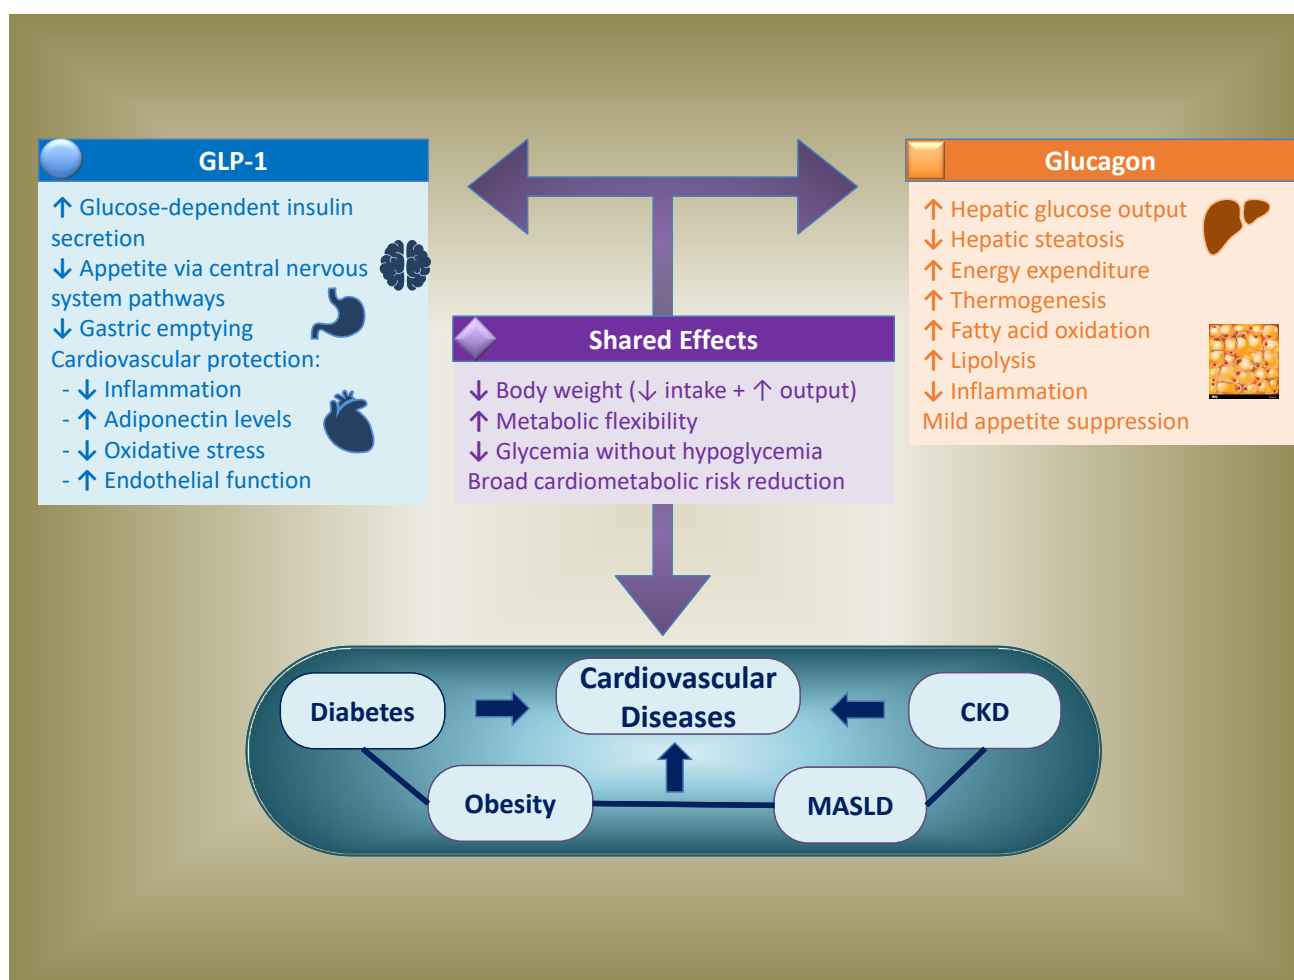 GLP-1
↑ Glucose-dependent insulin
secretion
↓ Appetite via central nervous
system pathways
↓ Gastric emptying
Cardiovascular protection:
- ↓ Inflammation
- ↑ Adiponectin levels
- ↓ Oxidative stress
- ↑ Endothelial function
Shared Effects
↓ Body weight (↓ intake + ↑ output)
↑ Metabolic flexibility
↓ Glycemia without hypoglycemia
Broad cardiometabolic risk reduction
Glucagon
↑ Hepatic glucose output
↓ Hepatic steatosis
↑ Energy expenditure
↑ Thermogenesis
↑ Fatty acid oxidation
↑ Lipolysis
↓ Inflammation
Mild appetite suppression
Diabetes
Cardiovascular
Diseases
CKD
Obesity
MASLD